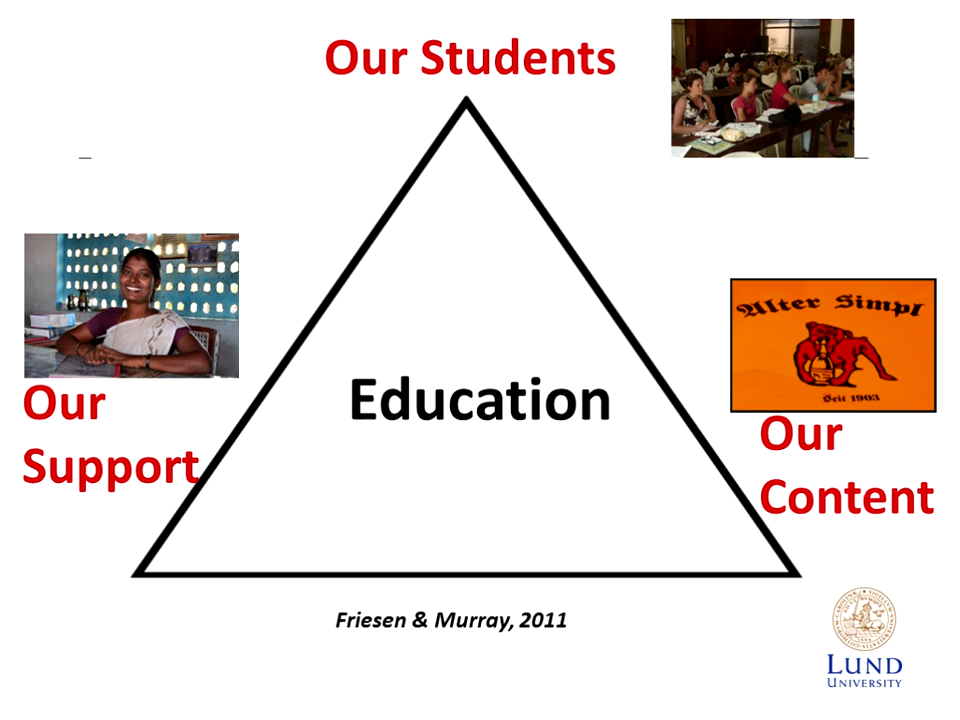 Our Students
Our
Support
Education
Alter Simpl
Seit 1903
Our
Content
Friesen & Murray, 2011
LUND
UNIVERSITY